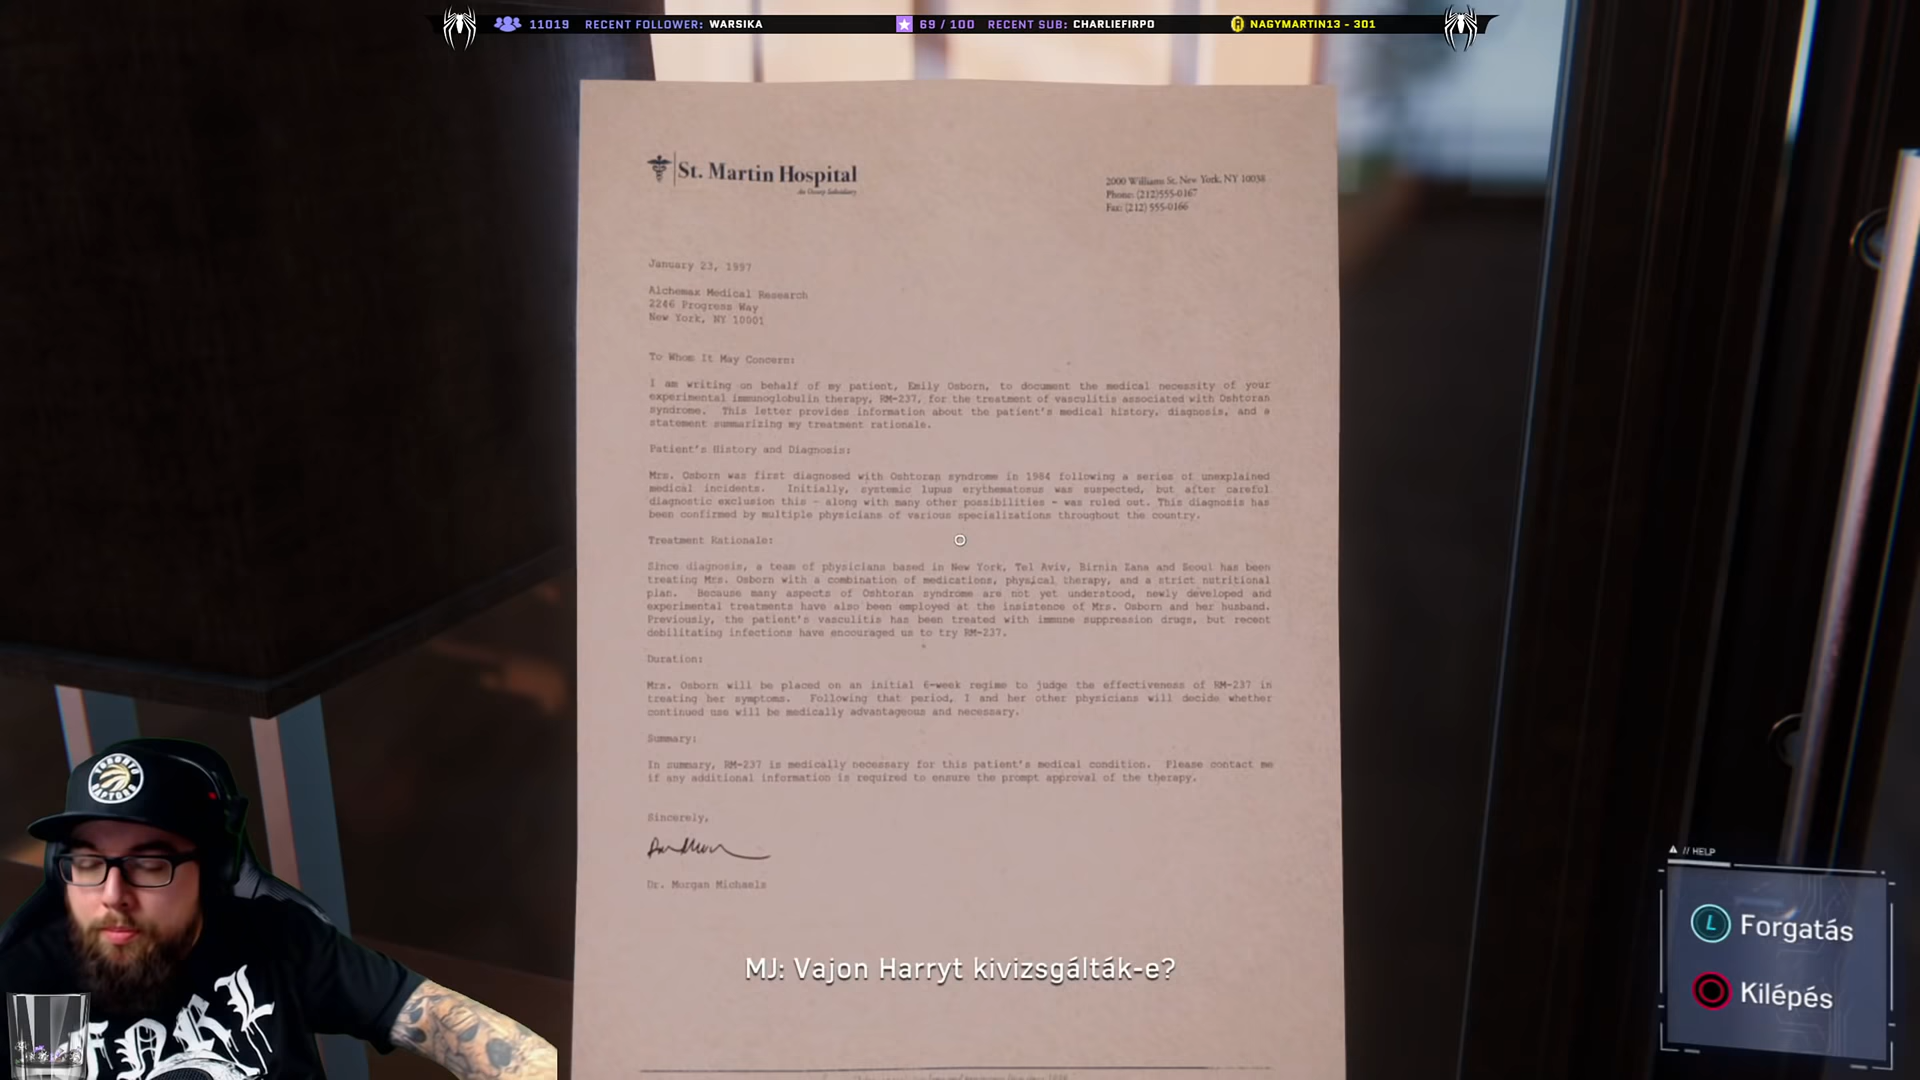 11019 RECENT FOLLOWER: WARSIKA 69 / 100 RECENT SUB: CHARLIEFIRPO NAGYMARTIN13 - 301
St. Martin Hospital
An Oscorp Subsidiary
2000 Williams St. New York, NY 10038
Phone: (212)555-0167
Fax: (212) 555-0166
January 23, 1997
Alchemax Medical Research
2246 Progress Way
New York, NY 10001
To Whom It May Concern:
I am writing on behalf of my patient, Emily Osborn, to document the medical necessity of your
experimental immunoglobulin therapy, RM-237, for the treatment of vasculitis associated with Oshtoran
syndrome. This letter provides information about the patient's medical history, diagnosis, and a
statement summarizing my treatment rationale.
Patient's History and Diagnosis:
Mrs. Osborn was first diagnosed with Oshtoran syndrome in 1984 following a series of unexplained
medical incidents. Initially, systemic lupus erythematosus was suspected, but after careful
diagnostic exclusion this - along with many other possibilities - was ruled out. This diagnosis has
been confirmed by multiple physicians of various specializations throughout the country.
Treatment Rationale:
Since diagnosis, a team of physicians based in New York, Tel Aviv, Birnin Zana and Seoul has been
treating Mrs. Osborn with a combination of medications, physical therapy, and a strict nutritional
plan. Because many aspects of Oshtoran syndrome are not yet understood, newly developed and
experimental treatments have also been employed at the insistence of Mrs. Osborn and her husband.
Previously, the patient's vasculitis has been treated with immune suppression drugs, but recent
debilitating infections have encouraged us to try RM-237.
Duration:
Mrs. Osborn will be placed on an initial 6-week regime to judge the effectiveness of RM-237 in
treating her symptoms. Following that period, I and her other physicians will decide whether
continued use will be medically advantageous and necessary.
Summary:
In summary, RM-237 is medically necessary for this patient's medical condition. Please contact me
if any additional information is required to ensure the prompt approval of the therapy.
Sincerely,
Dr. Morgan Michaels
MJ: Vajon Harryt kivizsgálták-e?
// HELP
L Forgatás
Kilépés
TORONTO
RAPTORS